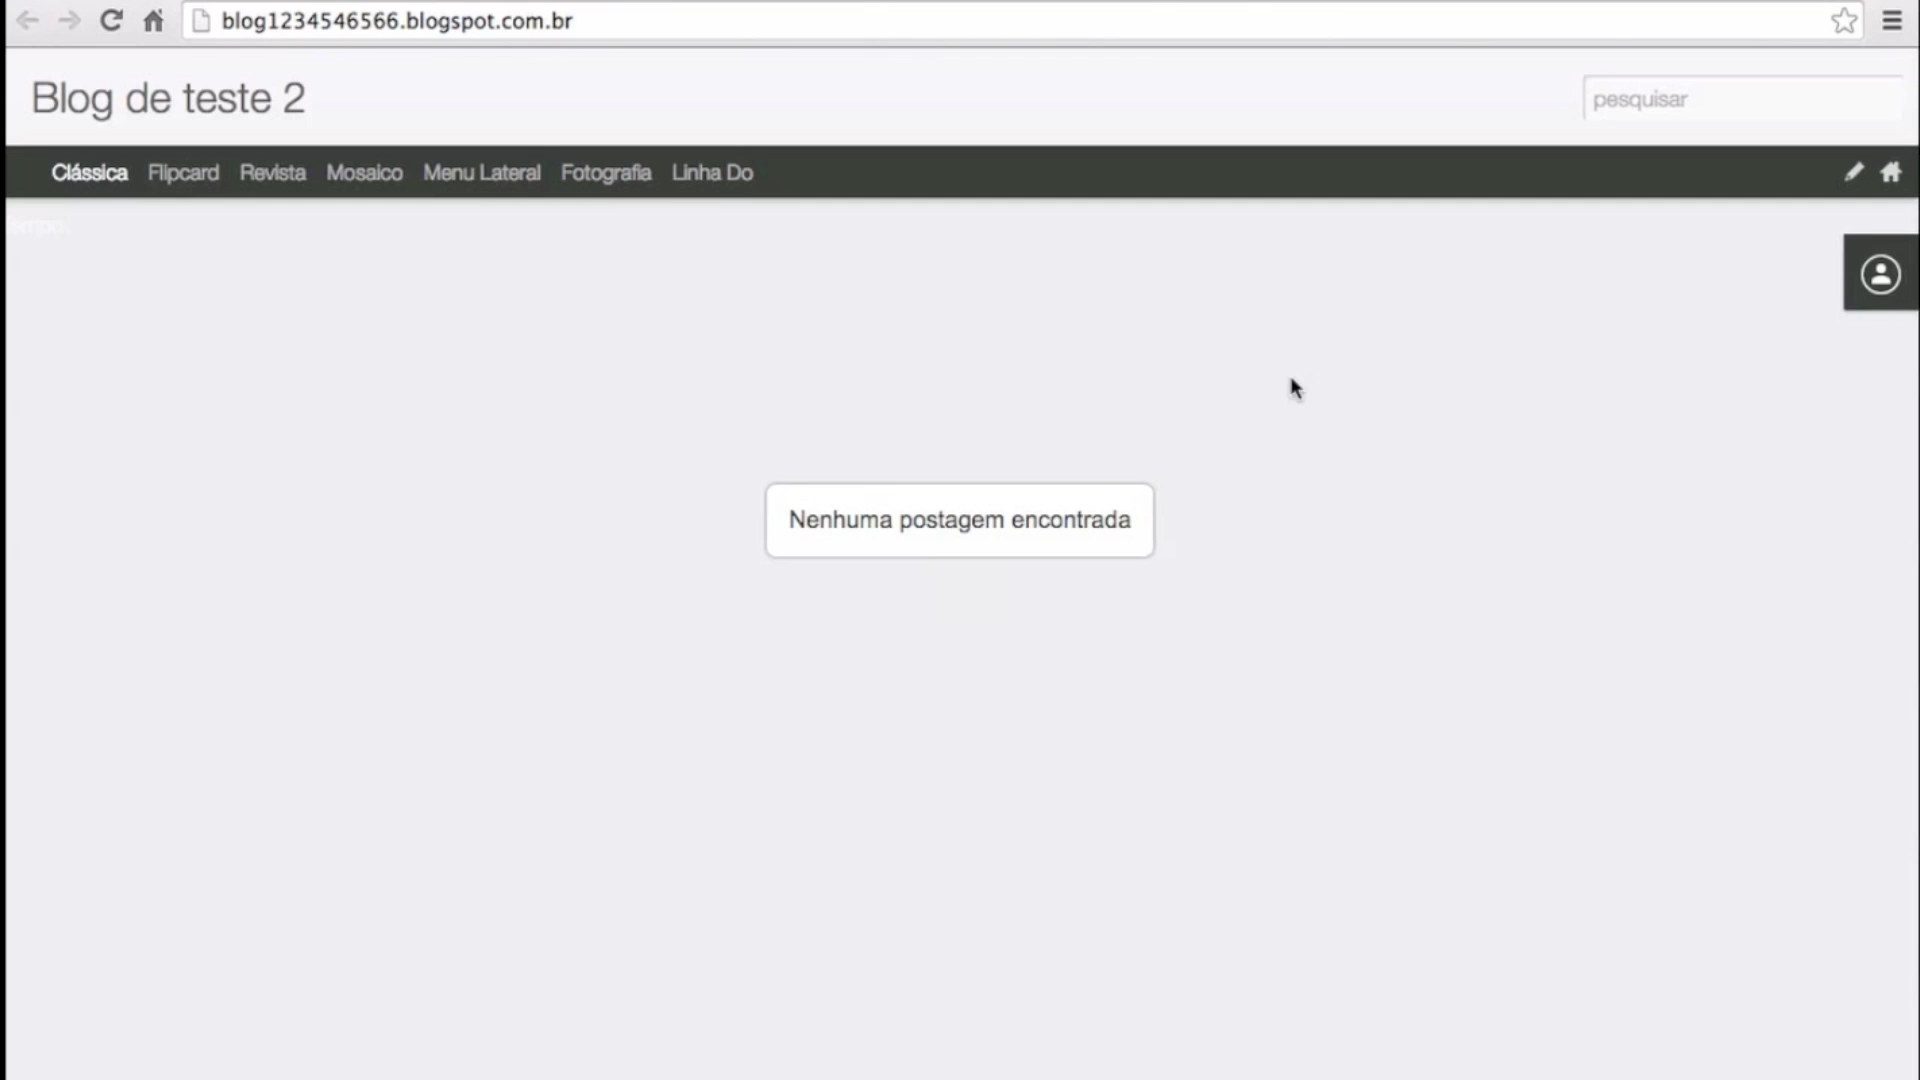 blog1234546566.blogspot.com.br
Blog de teste 2
pesquisar
Clássica Flipcard Revista Mosaico Menu Lateral Fotografia Linha Do
Nenhuma postagem encontrada